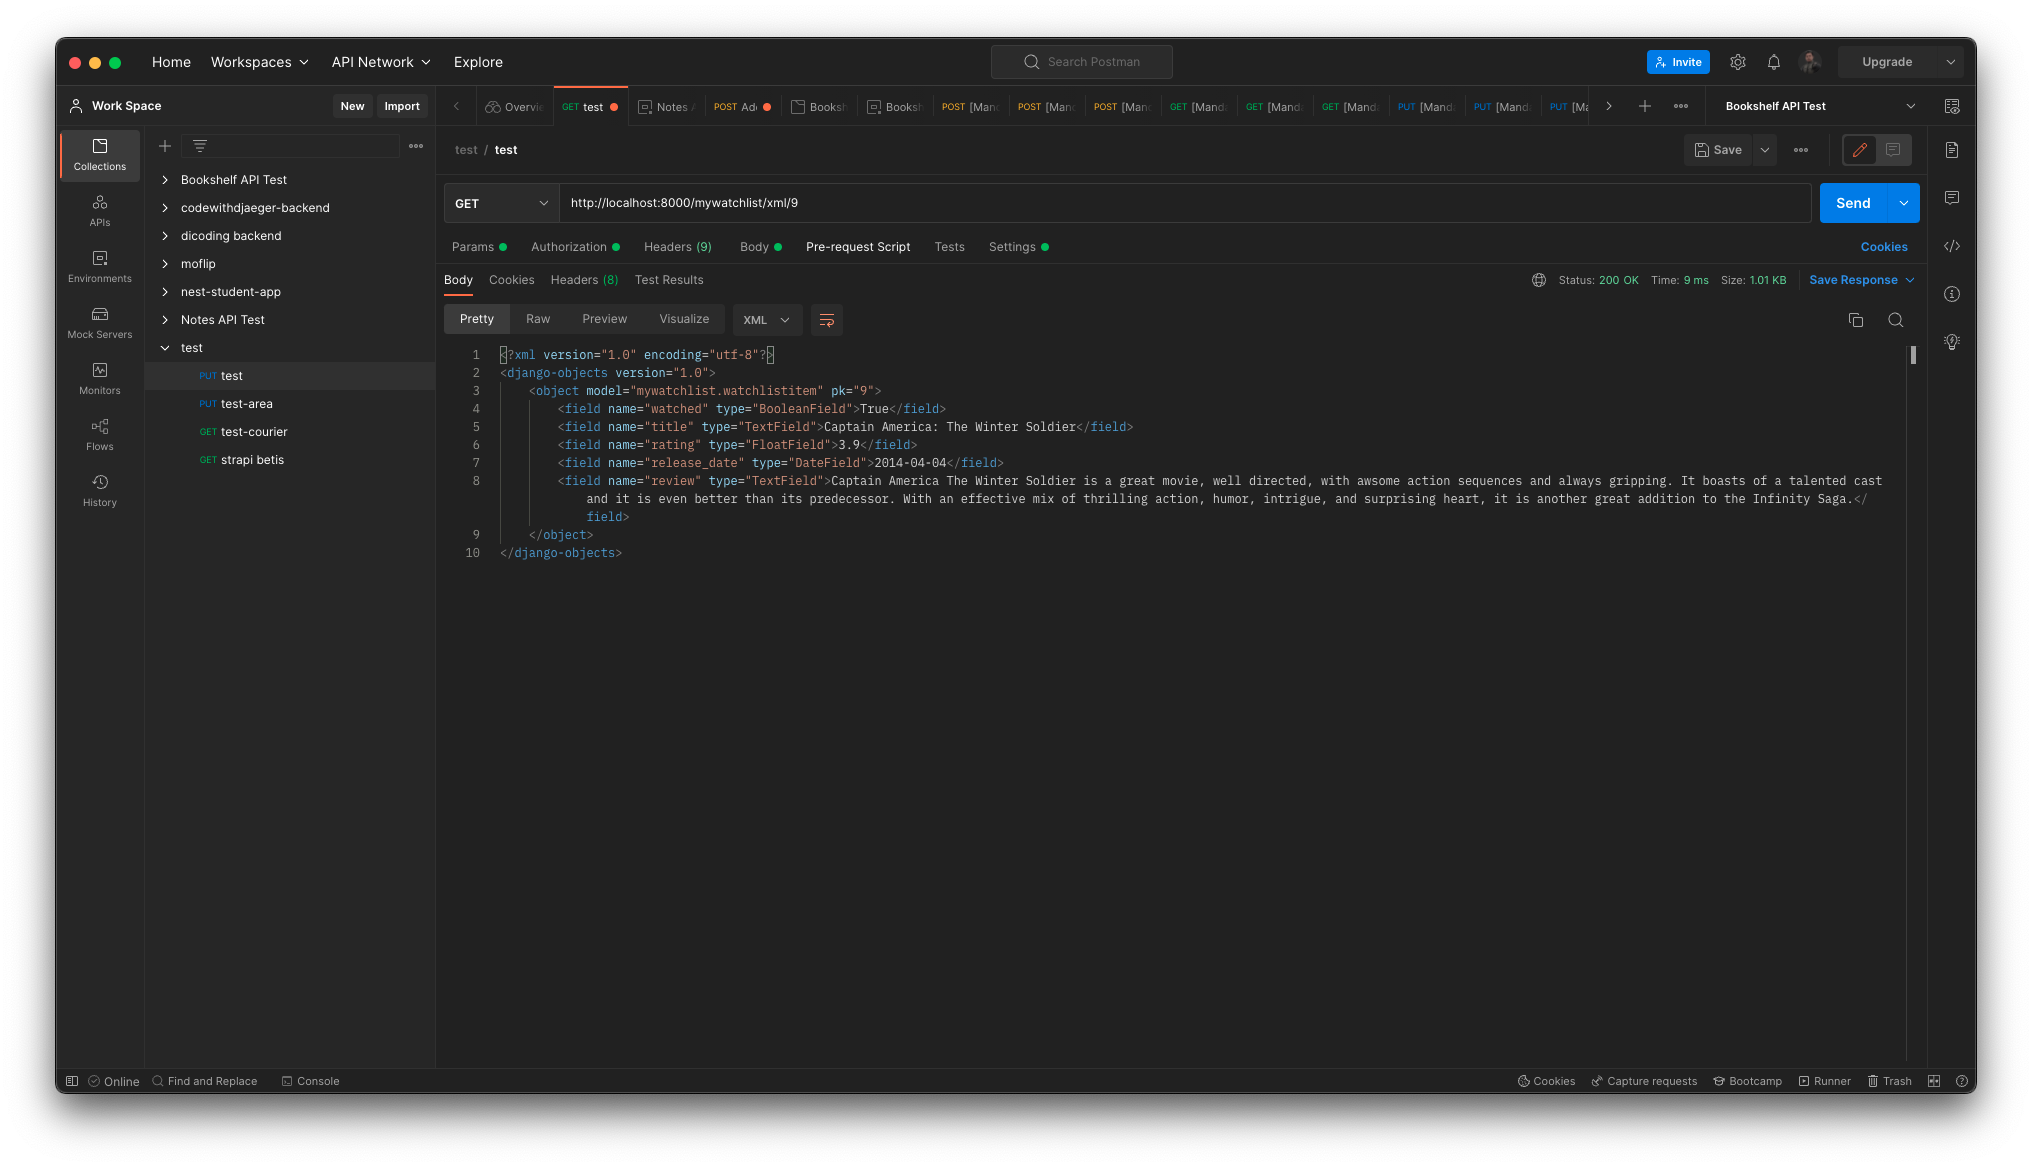 Home Workspaces API Network Explore
Search Postman
Invite
Upgrade
Work Space
New Import
Overvie
GET test
Notes A
POST Ad
Booksh
Booksh
POST [Man
POST [Man
POST [Man
GET [Mand
GET [Mand
GET [Mand
PUT [Mand
PUT [Mand
PUT [Ma
Bookshelf API Test
Collections
APIs
Environments
Mock Servers
Monitors
Flows
History
Bookshelf API Test
codewithdjaeger-backend
dicoding backend
moflip
nest-student-app
Notes API Test
test
PUT test
PUT test-area
GET test-courier
GET strapi betis
test / test
Save
GET http://localhost:8000/mywatchlist/xml/9
Send
Params Authorization Headers (9) Body Pre-request Script Tests Settings
Cookies
Body Cookies Headers (8) Test Results
Status: 200 OK Time: 9 ms Size: 1.01 KB Save Response
Pretty Raw Preview Visualize XML
1 <?xml version="1.0" encoding="utf-8"?>
2 <django-objects version="1.0">
3 <object model="mywatchlist.watchlistitem" pk="9">
4 <field name="watched" type="BooleanField">True</field>
5 <field name="title" type="TextField">Captain America: The Winter Soldier</field>
6 <field name="rating" type="FloatField">3.9</field>
7 <field name="release_date" type="DateField">2014-04-04</field>
8 <field name="review" type="TextField">Captain America The Winter Soldier is a great movie, well directed, with awsome action sequences and always gripping. It boasts of a talented cast
and it is even better than its predecessor. With an effective mix of thrilling action, humor, intrigue, and surprising heart, it is another great addition to the Infinity Saga.</
field>
9 </object>
10 </django-objects>
Online Find and Replace Console
Cookies Capture requests Bootcamp Runner Trash